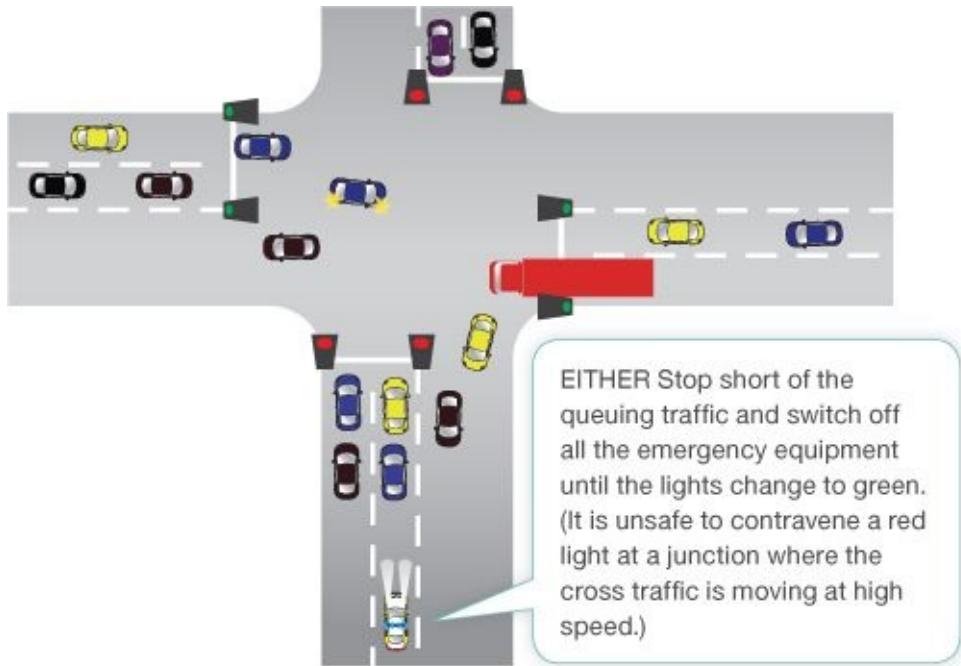 EITHER Stop short of the
queuing traffic and switch off
all the emergency equipment
until the lights change to green.
(It is unsafe to contravene a red
light at a junction where the
cross traffic is moving at high
speed.)